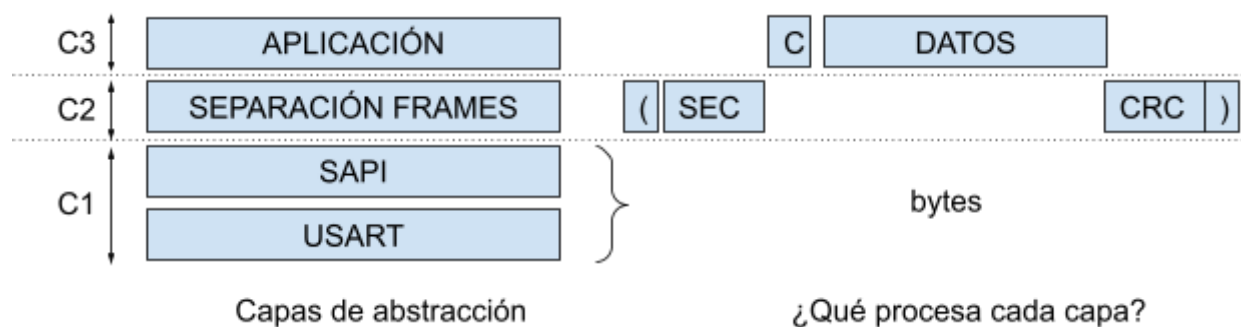 C3 APLICACIÓN C DATOS
C2 SEPARACIÓN FRAMES ( SEC CRC )
SAPI
C1 bytes
USART
Capas de abstracción ¿Qué procesa cada capa?